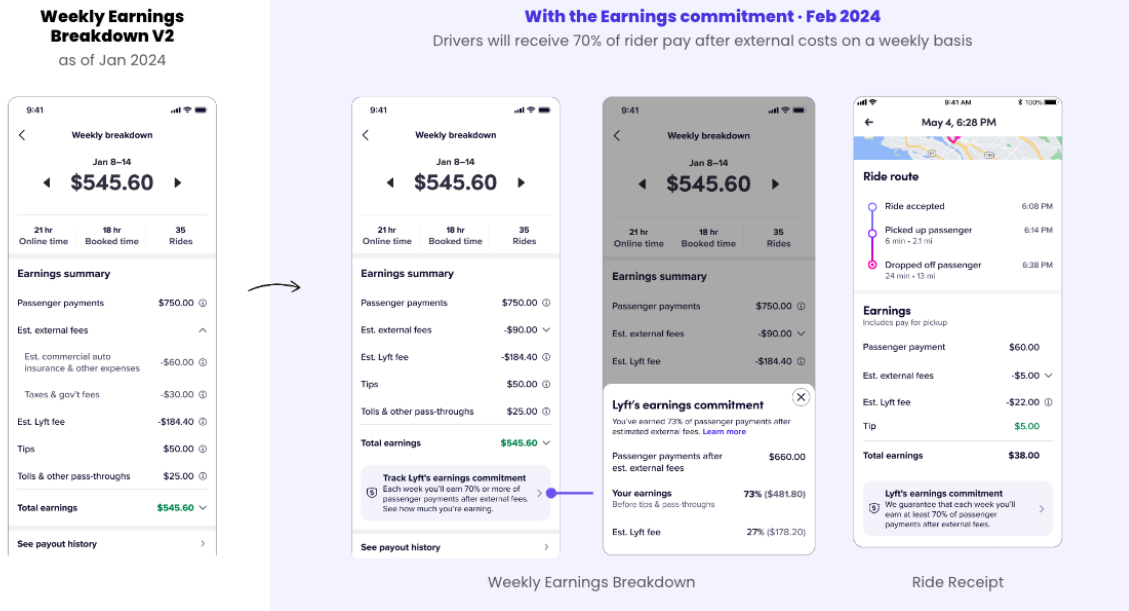 Weekly Earnings
Breakdown V2
as of Jan 2024
With the Earnings commitment · Feb 2024
Drivers will receive 70% of rider pay after external costs on a weekly basis
9:41
Weekly breakdown
Jan 8–14
$545.60
21 hr
Online time
18 hr
Booked time
35
Rides
Earnings summary
Passenger payments $750.00
Est. external fees
Est. commercial auto
insurance & other expenses -$60.00
Taxes & gov't fees -$30.00
Est. Lyft fee -$184.40
Tips $50.00
Tolls & other pass-throughs $25.00
Total earnings $545.60
See payout history
9:41
Weekly breakdown
Jan 8–14
$545.60
21 hr
Online time
18 hr
Booked time
35
Rides
Earnings summary
Passenger payments $750.00
Est. external fees -$90.00
Est. Lyft fee -$184.40
Tips $50.00
Tolls & other pass-throughs $25.00
Total earnings $545.60
Track Lyft's earnings commitment
Each week you'll earn 70% or more of
passenger payments after external fees.
See how much you're earning.
See payout history
9:41
Weekly breakdown
Jan 8–14
$545.60
21 hr
Online time
18 hr
Booked time
35
Rides
Earnings summary
Passenger payments $750.00
Est. external fees -$90.00
Est. Lyft fee -$184.40
Lyft's earnings commitment
You've earned 73% of passenger payments after
estimated external fees. Learn more
Passenger payments after
est. external fees $660.00
Your earnings 73% ($481.80)
Before tips & pass-throughs
Est. Lyft fee 27% ($178.20)
9:41 AM 100%
May 4, 6:28 PM
Ride route
Ride accepted 6:08 PM
Picked up passenger 6:14 PM
6 min • 2.1 mi
Dropped off passenger 6:38 PM
24 min • 13 mi
Earnings
Includes pay for pickup
Passenger payment $60.00
Est. external fees -$5.00
Est. Lyft fee -$22.00
Tip $5.00
Total earnings $38.00
Lyft's earnings commitment
We guarantee that each week you'll
earn at least 70% of passenger
payments after external fees.
Weekly Earnings Breakdown
Ride Receipt